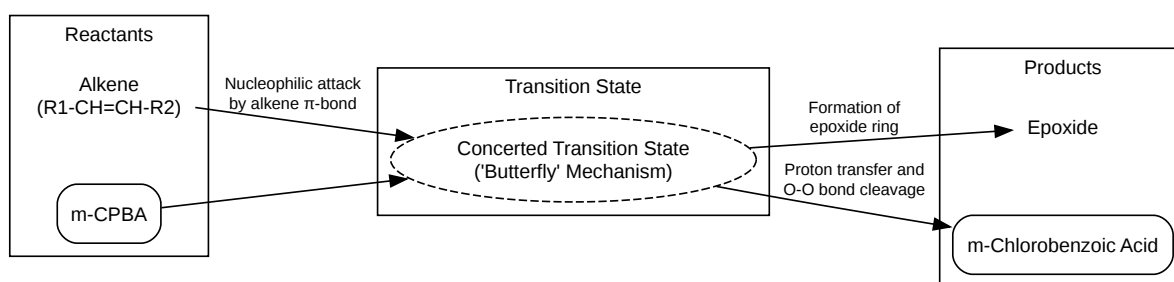 Reactants
Alkene
(R1-CH=CH-R2)
m-CPBA
Nucleophilic attack
by alkene π-bond
Transition State
Concerted Transition State
('Butterfly' Mechanism)
Formation of
epoxide ring
Proton transfer and
O-O bond cleavage
Products
Epoxide
m-Chlorobenzoic Acid